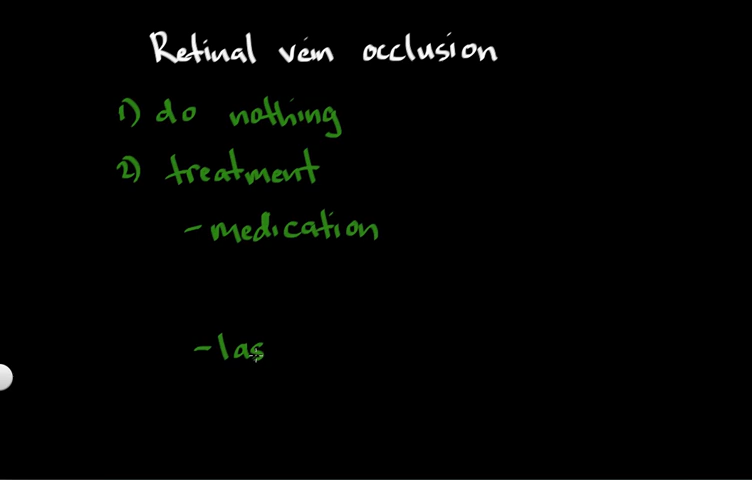 Retinal vein occlusion
1) do nothing
2) treatment
- medication
- las